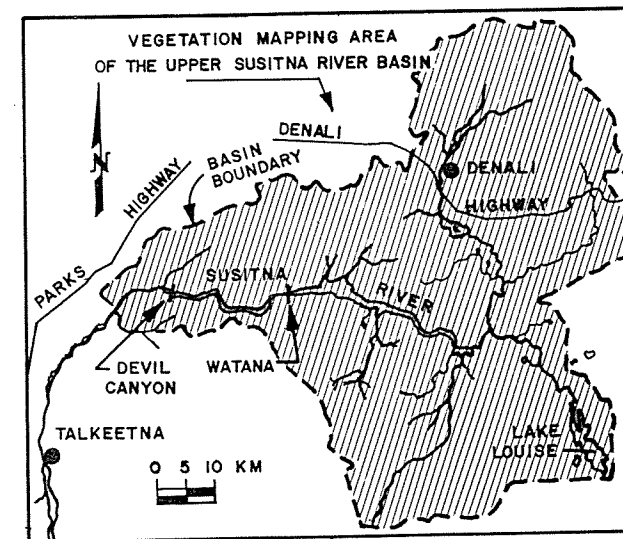 VEGETATION MAPPING AREA
OF THE UPPER SUSITNA RIVER BASIN
N
DENALI
BASIN
BOUNDARY
HIGHWAY
PARKS
DENALI
HIGHWAY
SUSITNA
RIVER
DEVIL
CANYON
WATANA
TALKEETNA
0 5 10 KM
LAKE
LOUISE